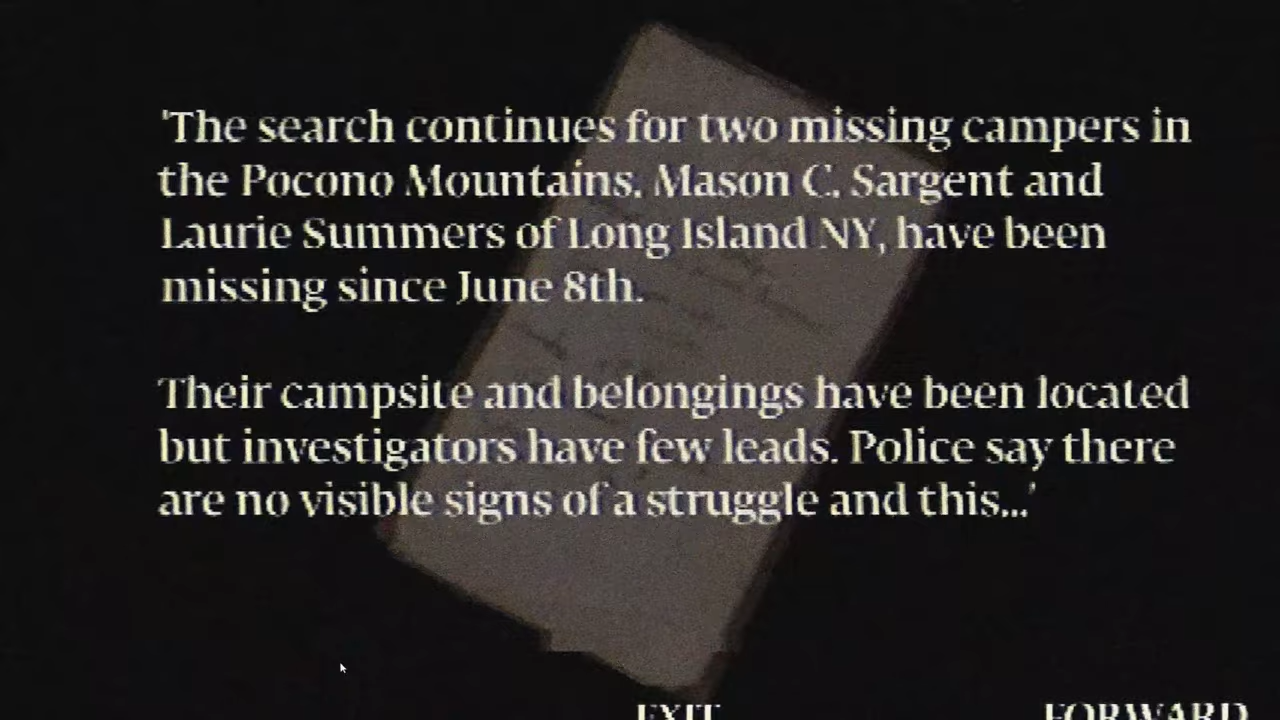 'The search continues for two missing campers in
the Pocono Mountains. Mason C. Sargent and
Laurie Summers of Long Island NY, have been
missing since June 8th.
Their campsite and belongings have been located
but investigators have few leads. Police say there
are no visible signs of a struggle and this...'
EXIT
FORWARD